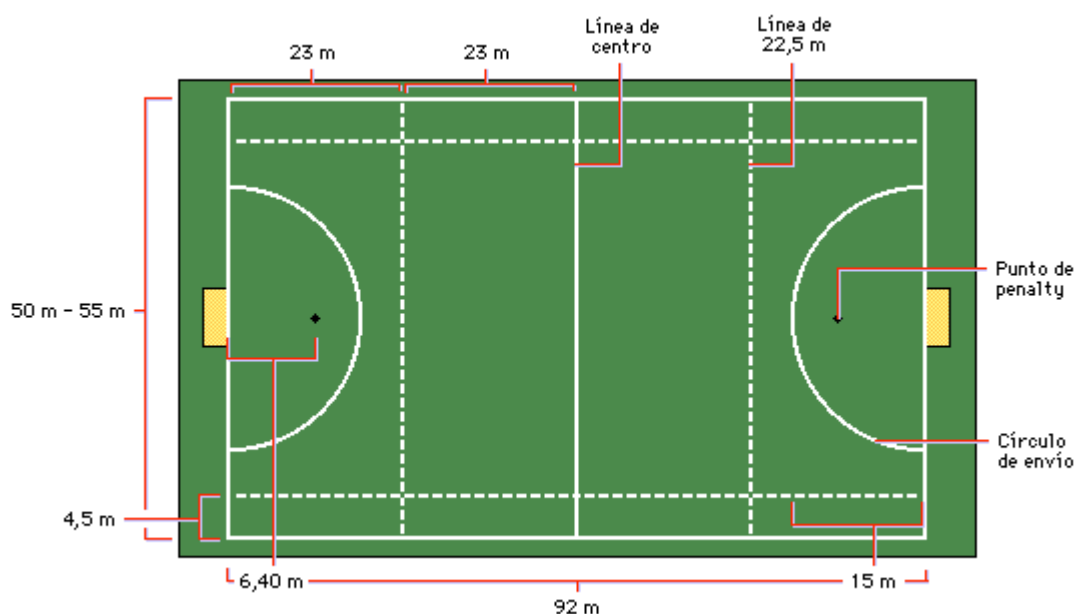 Línea de
centro
Línea de
22,5 m
23 m
23 m
Punto de
penalty
50 m - 55 m
Círculo
de envío
4,5 m
6,40 m
15 m
92 m